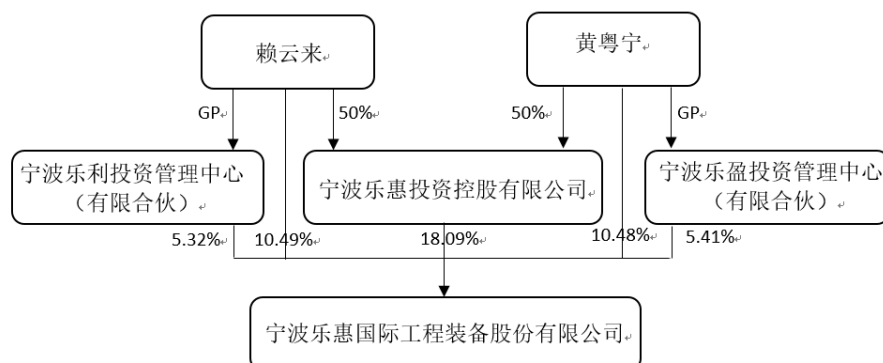 赖云来
黄粤宁
GP
50%
50%
GP
宁波乐利投资管理中心
（有限合伙）
宁波乐惠投资控股有限公司
宁波乐盈投资管理中心
（有限合伙）
5.32%
10.49%
18.09%
10.48%
5.41%
宁波乐惠国际工程装备股份有限公司